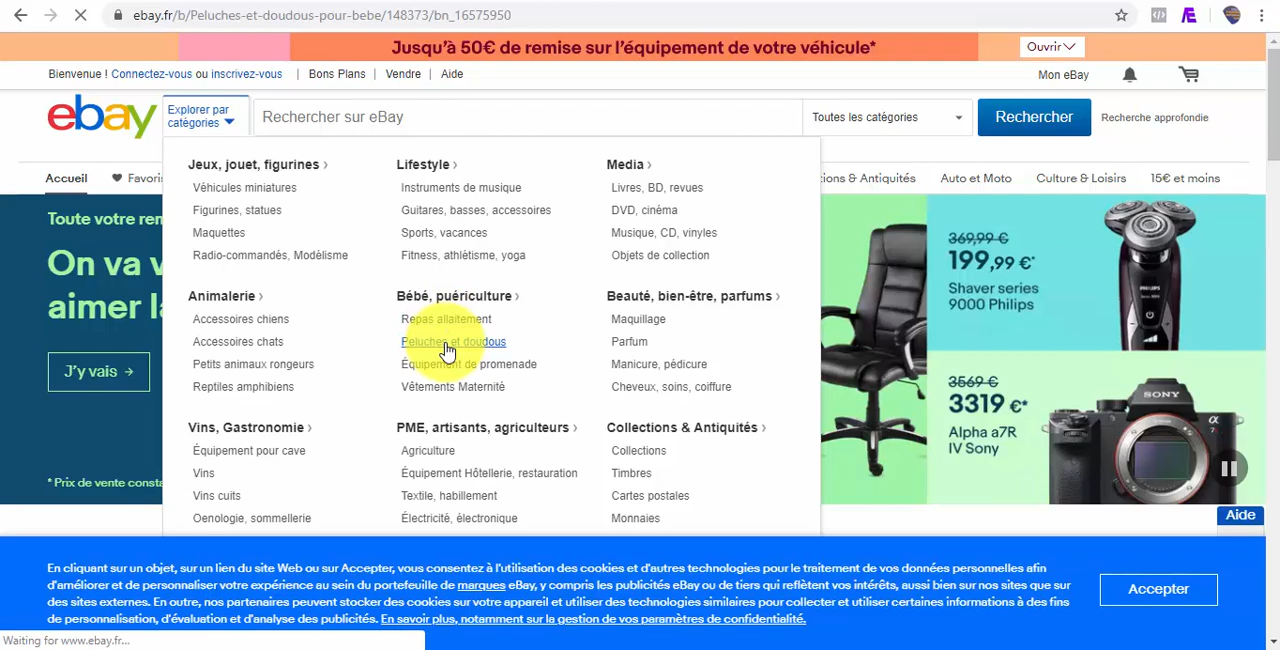 ebay.fr/b/Peluches-et-doudous-pour-bebe/148373/bn_16575950
Jusqu'à 50€ de remise sur l'équipement de votre véhicule*
Ouvrir
Bienvenue ! Connectez-vous ou inscrivez-vous. | Bons Plans | Vendre | Aide
Mon eBay
ebay
Explorer par catégories
Rechercher sur eBay
Toutes les catégories
Rechercher
Recherche approfondie
Accueil
Favori
ions & Antiquités
Auto et Moto
Culture & Loisirs
15€ et moins
Toute votre ren
On va v
aimer la
J'y vais →
* Prix de vente consta
Jeux, jouet, figurines ›
Véhicules miniatures
Figurines, statues
Maquettes
Radio-commandés, Modélisme
Lifestyle ›
Instruments de musique
Guitares, basses, accessoires
Sports, vacances
Fitness, athlétisme, yoga
Media ›
Livres, BD, revues
DVD, cinéma
Musique, CD, vinyles
Objets de collection
Animalerie ›
Accessoires chiens
Accessoires chats
Petits animaux rongeurs
Reptiles amphibiens
Bébé, puériculture ›
Repas allaitement
Peluches et doudous
Équipement de promenade
Vêtements Maternité
Beauté, bien-être, parfums ›
Maquillage
Parfum
Manicure, pédicure
Cheveux, soins, coiffure
Vins, Gastronomie ›
Équipement pour cave
Vins
Vins cuits
Oenologie, sommellerie
PME, artisans, agriculteurs ›
Agriculture
Équipement Hôtellerie, restauration
Textile, habillement
Électricité, électronique
Collections & Antiquités ›
Collections
Timbres
Cartes postales
Monnaies
369,99 €
199,99 €*
Shaver series
9000 Philips
PHILIPS
3569 €
3319 €*
Alpha a7R
IV Sony
SONY
α
Aide
En cliquant sur un objet, sur un lien du site Web ou sur Accepter, vous consentez à l'utilisation des cookies et d'autres technologies pour le traitement de vos données personnelles afin
d'améliorer et de personnaliser votre expérience au sein du portefeuille de marques eBay, y compris les publicités eBay ou de tiers qui reflètent vos intérêts, aussi bien sur nos sites que sur
des sites externes. En outre, nos partenaires peuvent stocker des cookies sur votre appareil et utiliser des technologies similaires pour collecter et utiliser certaines informations à des fins
de personnalisation, d'évaluation et d'analyse des publicités. En savoir plus, notamment sur la gestion de vos paramètres de confidentialité.
Accepter
Waiting for www.ebay.fr...